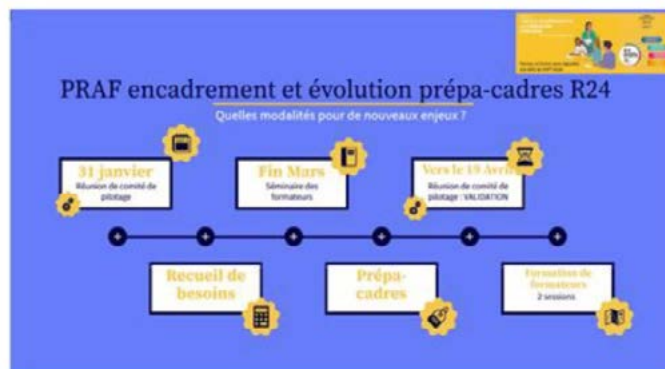 PRAF encadrement et évolution prépa-cadres R24
Quelles modalités pour de nouveaux enjeux ?
31 janvier
Réunion de comité de
pilotage
Fin Mars
Séminaire des
formateurs
Vers le 19 Avril
Réunion de comité de
pilotage : VALIDATION
Recueil de
besoins
Prépa-
cadres
Formation de
formateurs
2 sessions